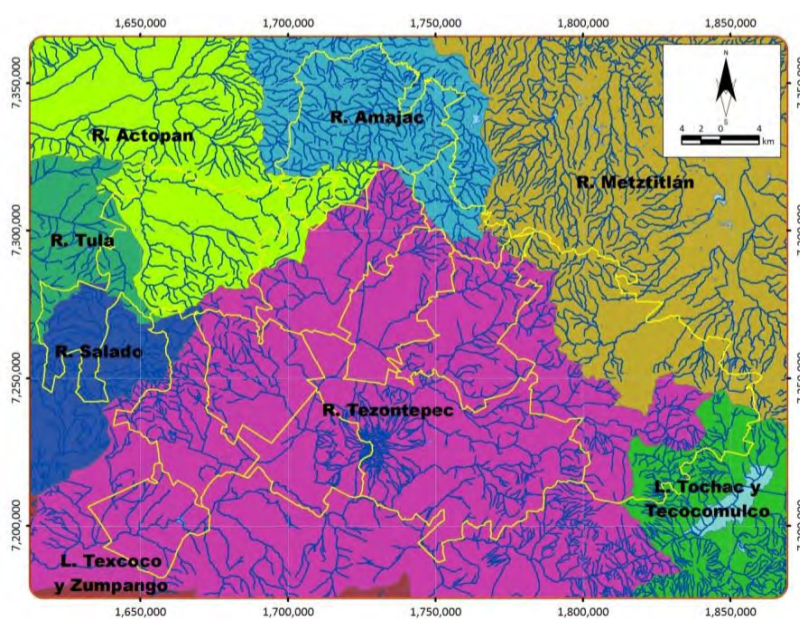 1,650,000 1,700,000 1,750,000 1,800,000 1,850,000
7,350,000
N
S
4 2 0 4
km
R. Actopan
R. Amajac
R. Metztitlán
7,300,000
R. Tula
R. Salado
7,250,000
R. Tezontepec
L. Tochac y
Tecocomulco
7,200,000
L. Texcoco
y Zumpango
1,650,000 1,700,000 1,750,000 1,800,000 1,850,000